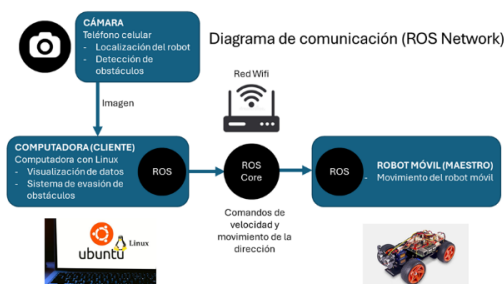 CÁMARA
Teléfono celular
- Localización del robot
- Detección de
obstáculos
Diagrama de comunicación (ROS Network)
Red Wifi
Imagen
COMPUTADORA (CLIENTE)
Computadora con Linux
- Visualización de datos
- Sistema de evasión de
obstáculos
ROS
ROS
Core
ROS
ROBOT MÓVIL (MAESTRO)
- Movimiento del robot móvil
Comandos de
velocidad y
movimiento de la
dirección
Linux
ubuntu